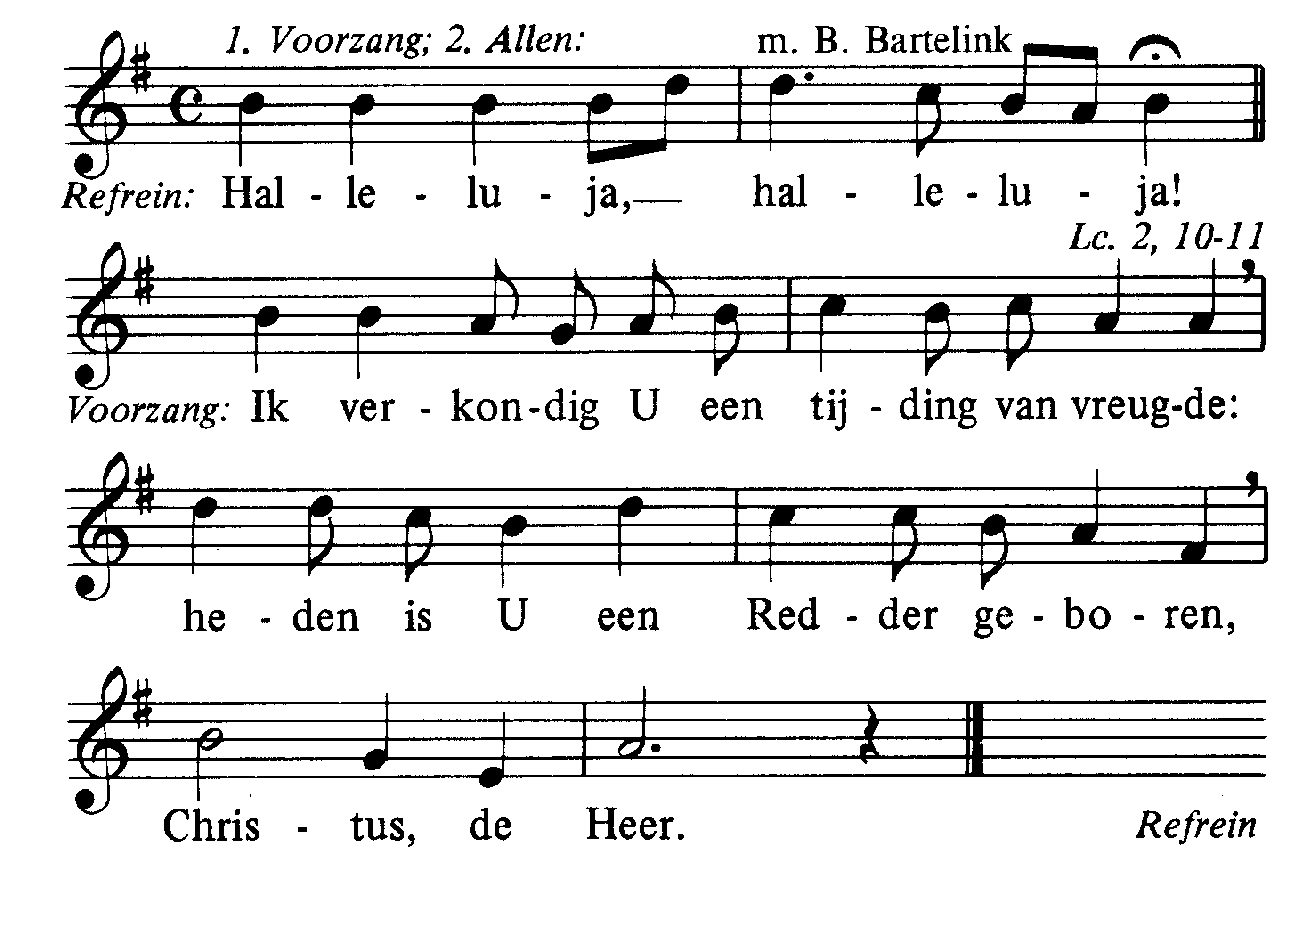 1. Voorzang; 2. Allen: m. B. Bartelink
Refrein: Hal - le - lu - ja,— hal - le - lu - ja!
Lc. 2, 10-11
Voorzang: Ik ver - kon-dig U een tij - ding van vreug-de:
he - den is U een Red - der ge - bo - ren,
Chris - tus, de Heer. Refrein